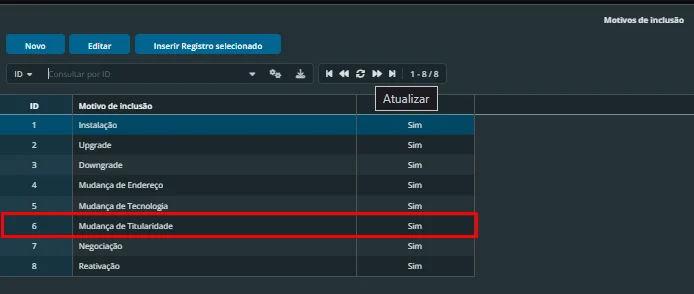 Motivos de inclusão
Novo Editar Inserir Registro selecionado
ID Consultar por ID 1 - 8 / 8
Atualizar
ID Motivo de inclusão
1 Instalação Sim
2 Upgrade Sim
3 Downgrade Sim
4 Mudança de Endereço Sim
5 Mudança de Tecnologia Sim
6 Mudança de Titularidade Sim
7 Negociação Sim
8 Reativação Sim